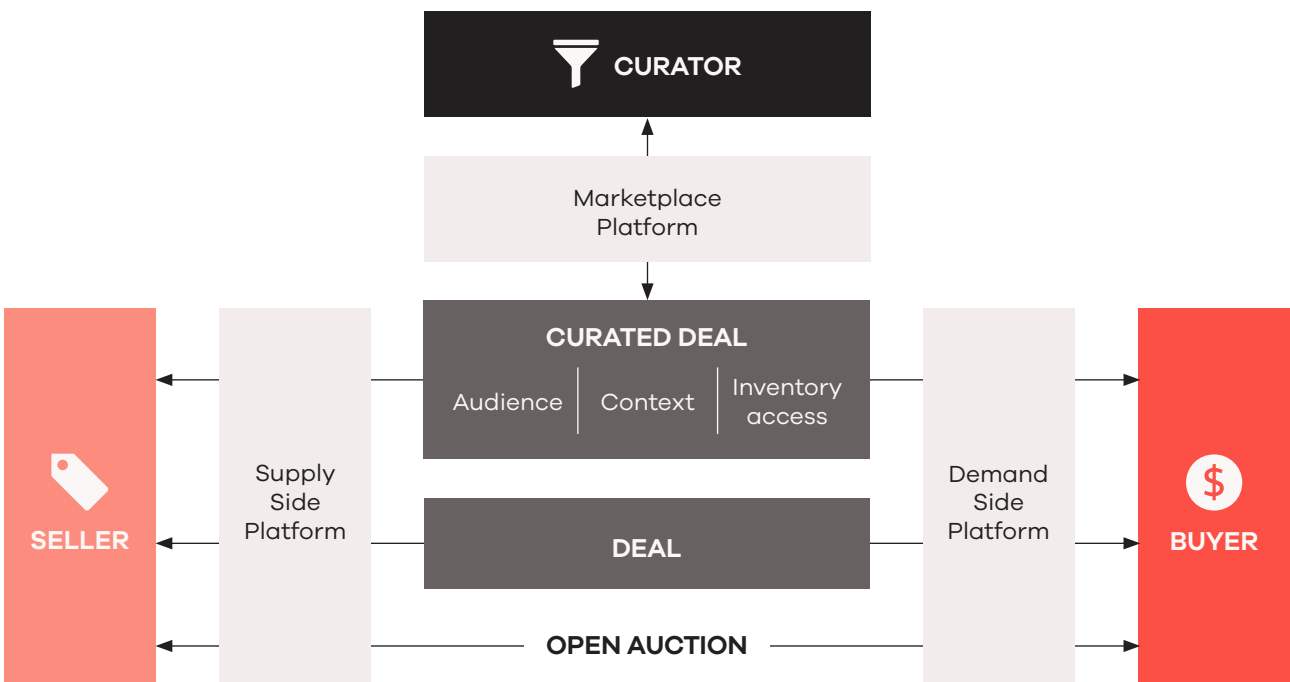 CURATOR
Marketplace
Platform
CURATED DEAL
Audience
Context
Inventory
access
Supply
Side
Platform
SELLER
DEAL
Demand
Side
Platform
$
BUYER
OPEN AUCTION